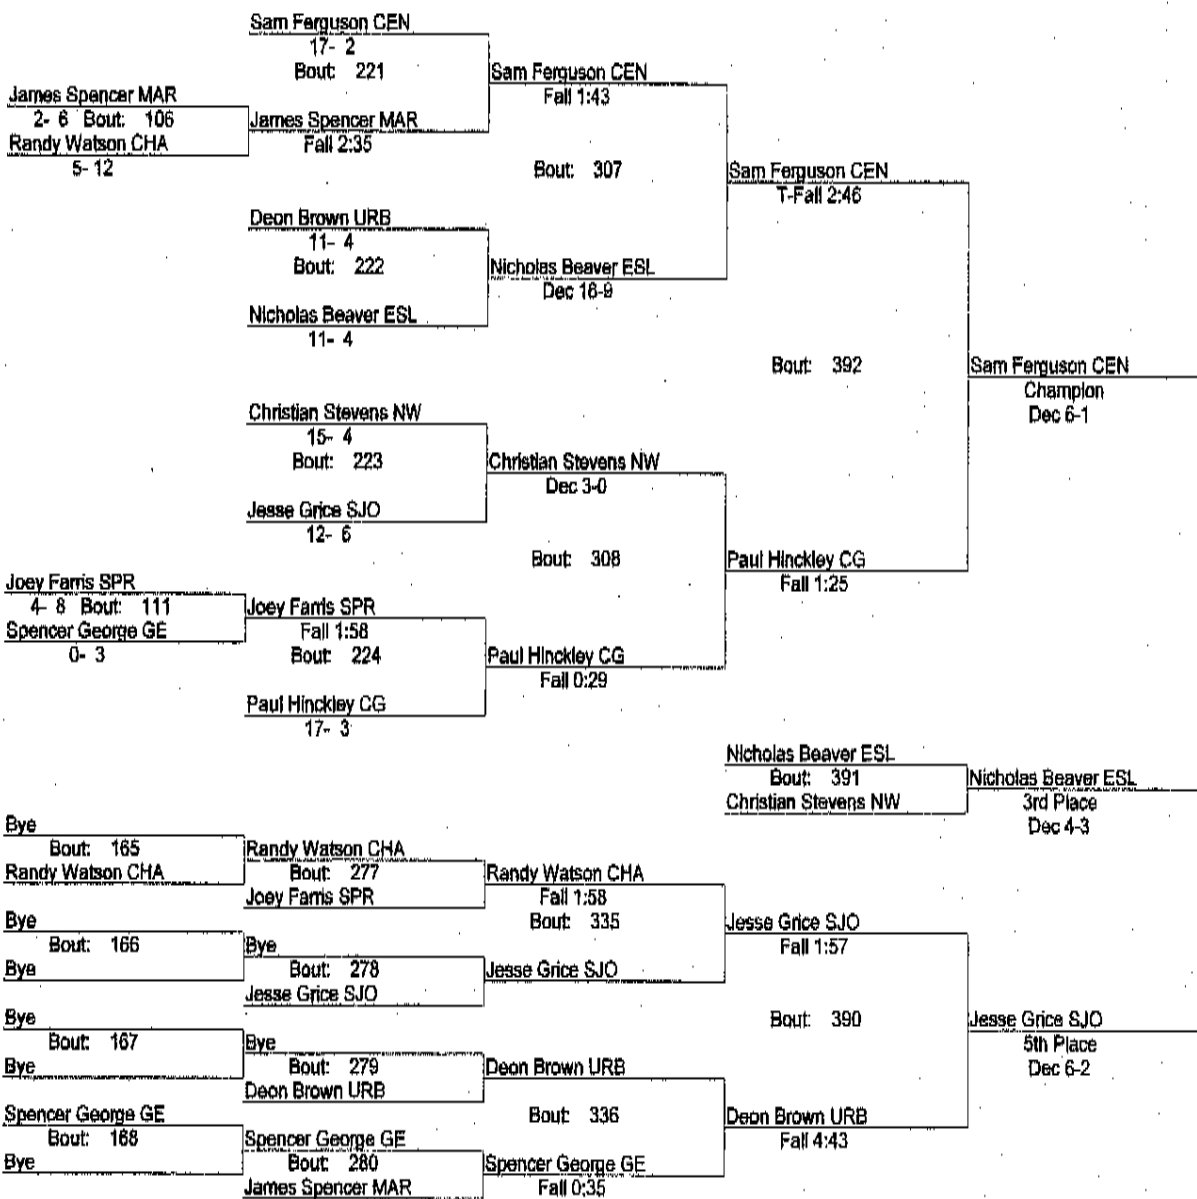 Sam Ferguson CEN
17- 2
Bout: 221
Sam Ferguson CEN
Fall 1:43
James Spencer MAR
2- 6 Bout: 106
James Spencer MAR
Fall 2:35
Randy Watson CHA
5- 12
Bout: 307
Sam Ferguson CEN
T-Fall 2:46
Deon Brown URB
11- 4
Bout: 222
Nicholas Beaver ESL
Dec 16-9
Nicholas Beaver ESL
11- 4
Bout: 392
Sam Ferguson CEN
Champion
Dec 6-1
Christian Stevens NW
15- 4
Bout: 223
Christian Stevens NW
Dec 3-0
Jesse Grice SJO
12- 6
Bout: 308
Paul Hinckley CG
Fall 1:25
Joey Farris SPR
4- 8 Bout: 111
Joey Farris SPR
Fall 1:58
Spencer George GE
0- 3
Bout: 224
Paul Hinckley CG
Fall 0:29
Paul Hinckley CG
17- 3
Nicholas Beaver ESL
Bout: 391
Christian Stevens NW
Nicholas Beaver ESL
3rd Place
Dec 4-3
Bye
Bout: 165
Randy Watson CHA
Randy Watson CHA
Bout: 277
Joey Farris SPR
Randy Watson CHA
Fall 1:58
Bout: 335
Bye
Bout: 166
Bye
Bye
Bout: 278
Jesse Grice SJO
Jesse Grice SJO
Jesse Grice SJO
Fall 1:57
Bye
Bout: 167
Bye
Bye
Bout: 279
Deon Brown URB
Deon Brown URB
Bout: 390
Jesse Grice SJO
5th Place
Dec 6-2
Bout: 336
Deon Brown URB
Fall 4:43
Spencer George GE
Bout: 168
Bye
Spencer George GE
Bout: 280
James Spencer MAR
Spencer George GE
Fall 0:35